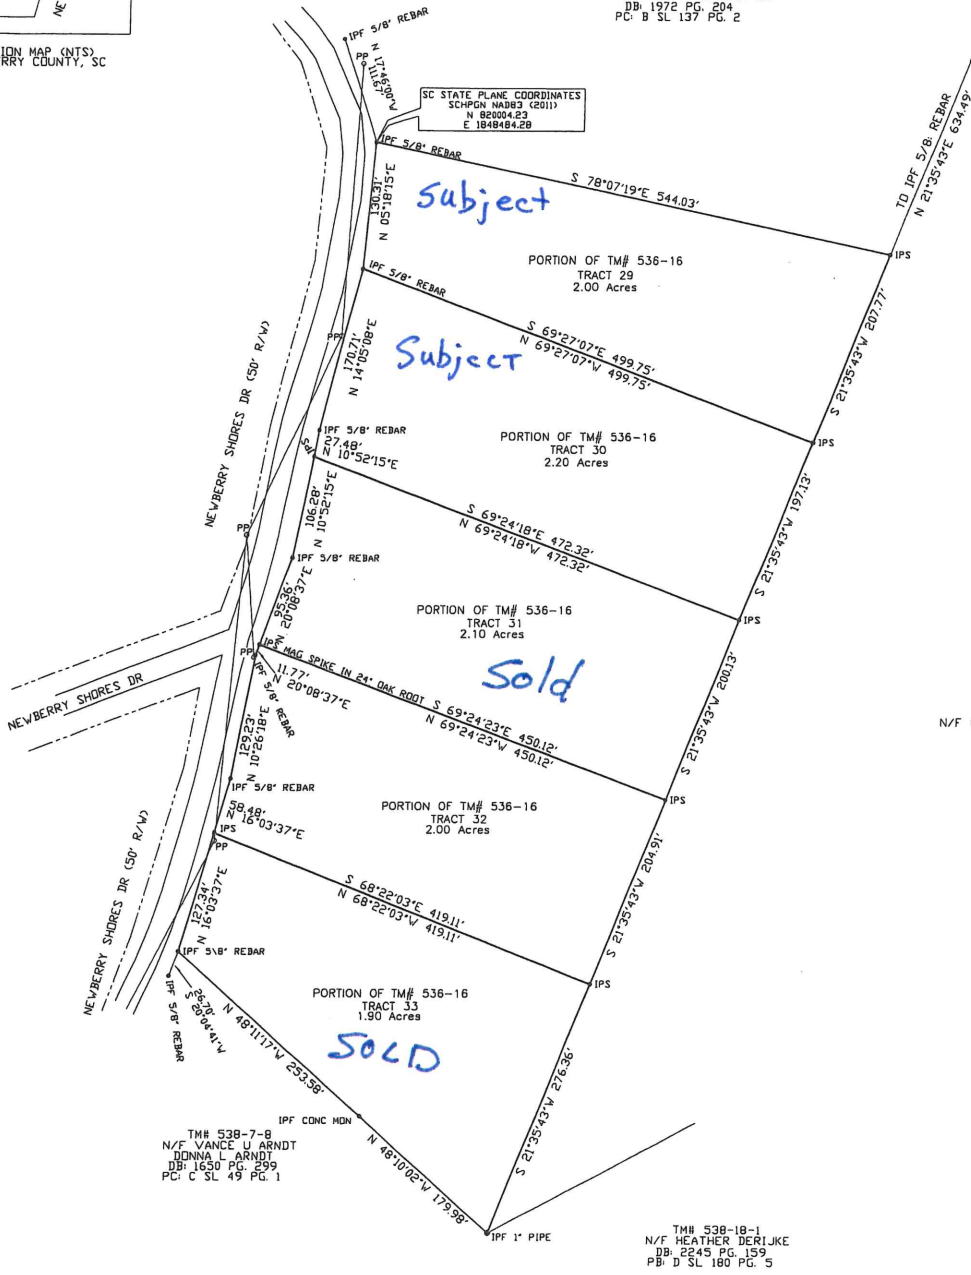 NE
ION MAP (NTS)
RRY COUNTY, SC
DB: 1972 PG. 204
PC: B SL 137 PG. 2
IPF 5/8" REBAR
PP
N 17°46'00"W
111.67'
SC STATE PLANE COORDINATES
SCHPGN NAD83 (2011)
N 820004.23
E 1848484.28
IPF 5/8" REBAR
TO IPF 5/8: REBAR
N 21°35'43"E 634.49'
S 78°07'19"E 544.03'
130.31'
N 05°18'15"E
Subject
PORTION OF TM# 536-16
TRACT 29
2.00 Acres
IPS
IPF 5/8" REBAR
S 21°35'43"W 207.77'
S 69°27'07"E 499.75'
N 69°27'07"W 499.75'
PP
170.71'
N 14°05'08"E
Subject
NEWBERRY SHORES DR (50' R/W)
IPF 5/8" REBAR
27.48'
N 10°52'15"E
IPS
PORTION OF TM# 536-16
TRACT 30
2.20 Acres
IPS
S 21°35'43"W 197.13'
106.28'
N 10°52'15"E
S 69°24'18"E 472.32'
N 69°24'18"W 472.32'
PP
IPF 5/8" REBAR
95.36'
N 20°08'37"E
PORTION OF TM# 536-16
TRACT 31
2.10 Acres
IPS
Sold
S 21°35'43"W 200.13'
PP
IPS MAG SPIKE IN 24" OAK ROOT S 69°24'23"E 450.12'
N 69°24'23"W 450.12'
11.77'
N 20°08'37"E
IPF 5/8" REBAR
NEWBERRY SHORES DR
N/F
129.23'
N 10°26'18"E
IPF 5/8" REBAR
58.48'
N 16°03'37"E
IPS
PP
PORTION OF TM# 536-16
TRACT 32
2.00 Acres
IPS
S 21°35'43"W 204.91'
S 68°22'03"E 419.11'
N 68°22'03"W 419.11'
NEWBERRY SHORES DR (50' R/W)
127.34'
N 16°03'37"E
IPF 5\8" REBAR
26.70'
S 20°04'41"W
IPF 5/8" REBAR
PORTION OF TM# 536-16
TRACT 33
1.90 Acres
IPS
SOLD
N 48°11'17"W 253.58'
S 21°35'43"W 276.36'
IPF CONC MON
N 48°10'02"W 179.98'
TM# 538-7-8
N/F VANCE U ARNDT
DONNA L ARNDT
DB: 1650 PG. 299
PC: C SL 49 PG. 1
IPF 1" PIPE
TM# 538-18-1
N/F HEATHER DERIJKE
DB: 2245 PG. 159
PB: D SL 180 PG. 5